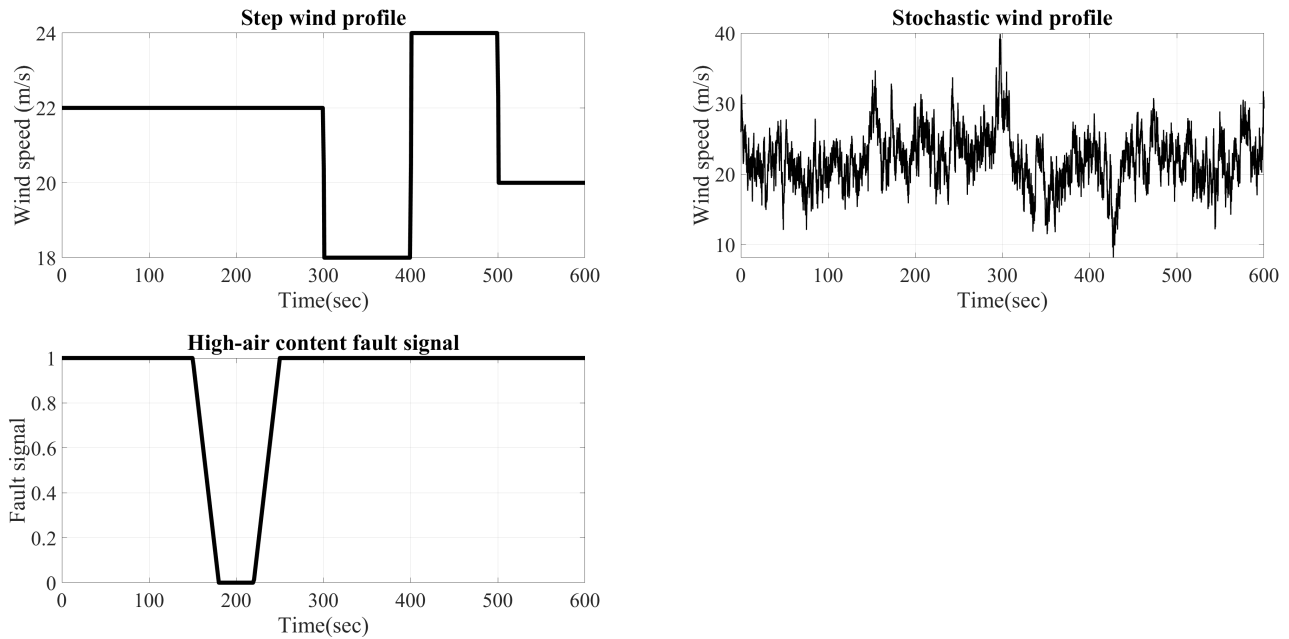 Step wind profile
24
22
20
18
Wind speed (m/s)
0 100 200 300 400 500 600
Time(sec)
Stochastic wind profile
40
30
20
10
Wind speed (m/s)
0 100 200 300 400 500 600
Time(sec)
High-air content fault signal
1
0.8
0.6
0.4
0.2
0
Fault signal
0 100 200 300 400 500 600
Time(sec)